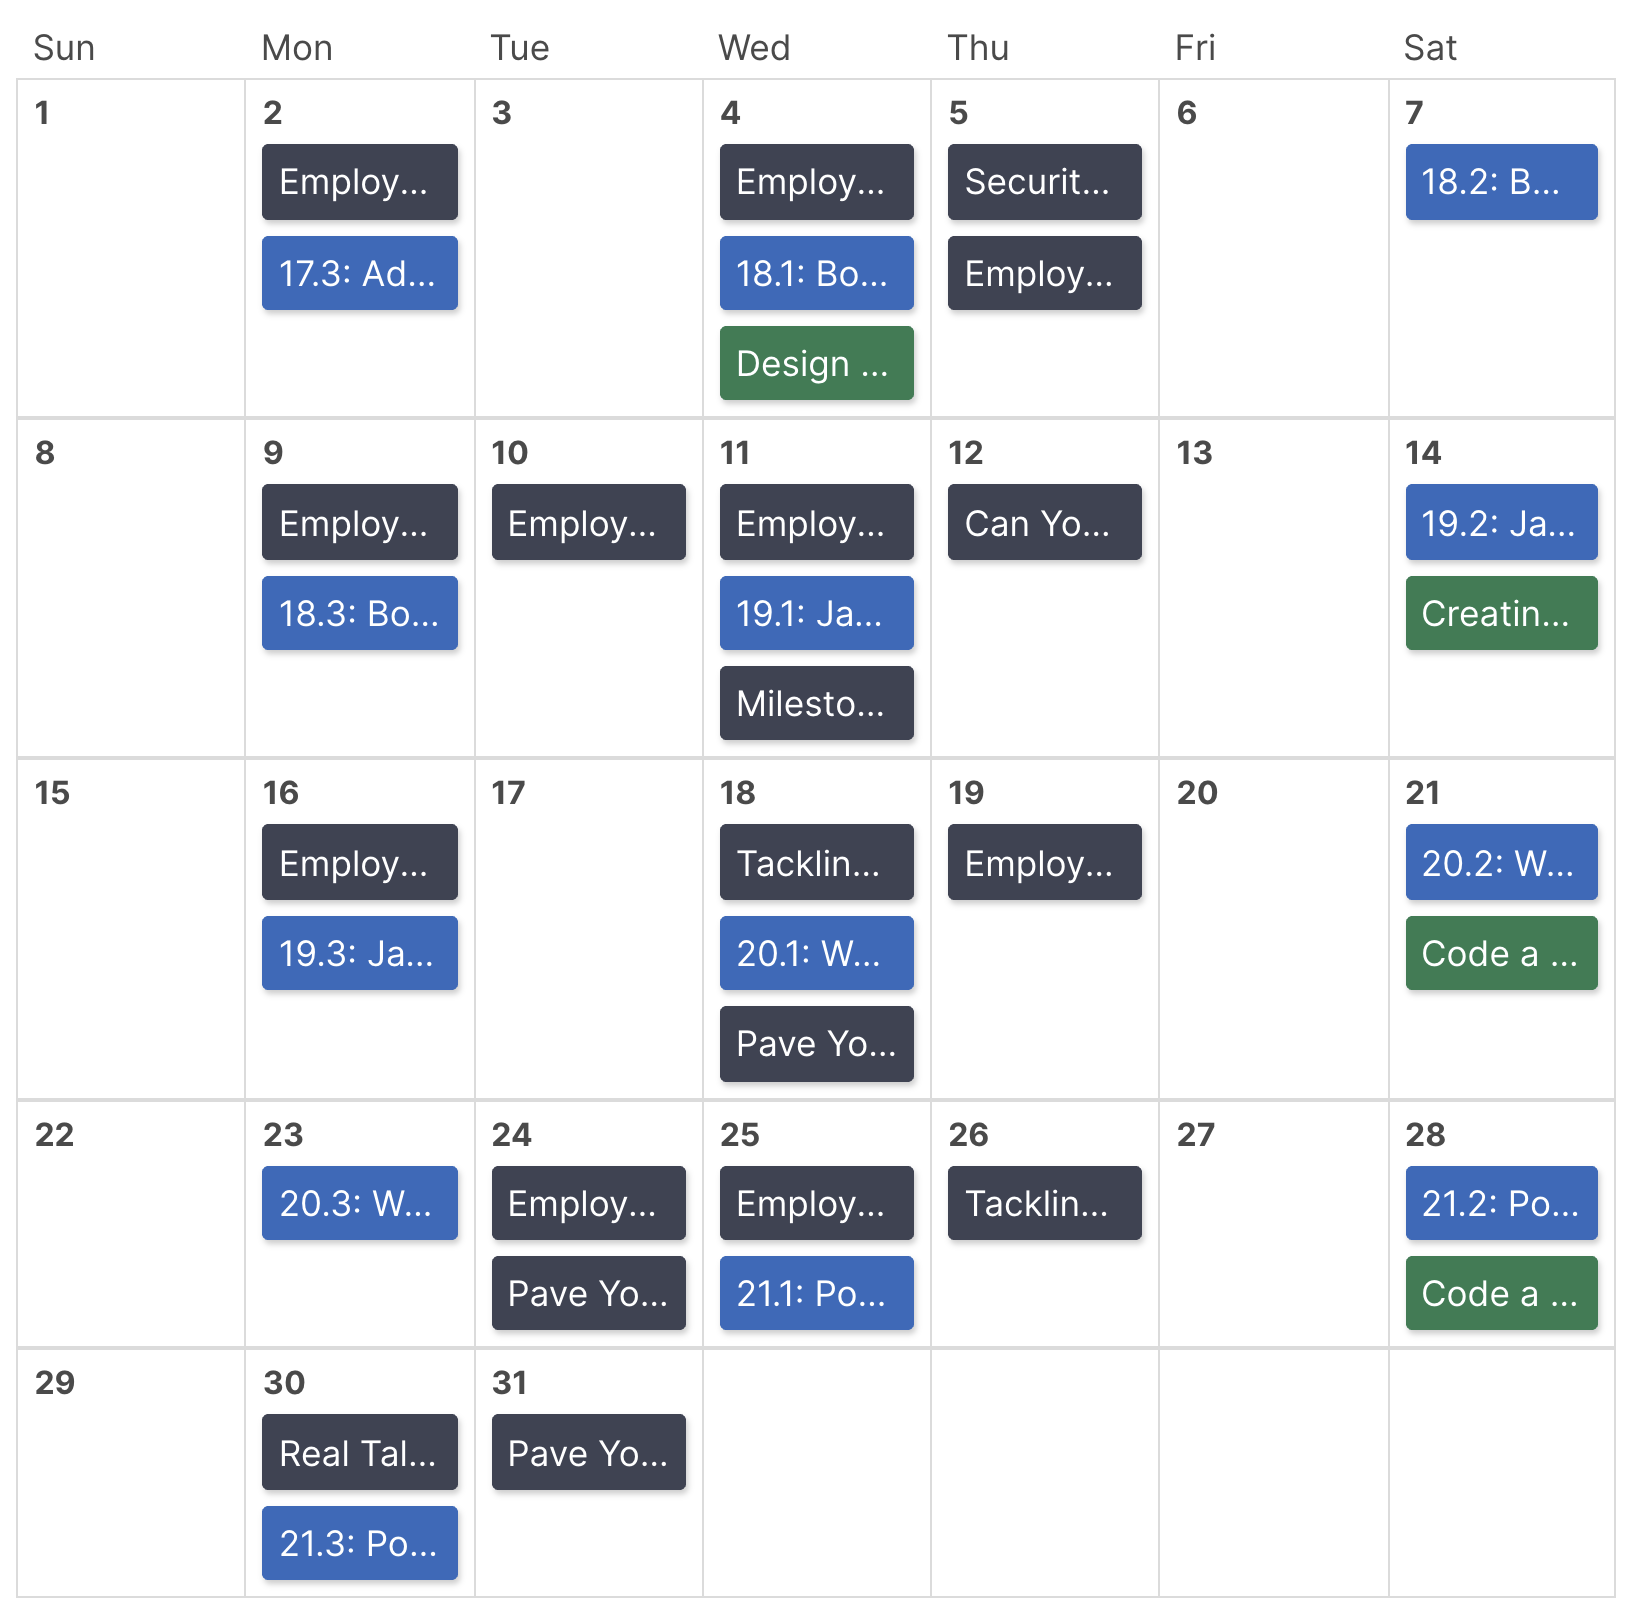 Sun Mon Tue Wed Thu Fri Sat
1
2
Employ...
17.3: Ad...
3
4
Employ...
18.1: Bo...
Design ...
5
Securit...
Employ...
6
7
18.2: B...
8
9
Employ...
18.3: Bo...
10
Employ...
11
Employ...
19.1: Ja...
Milesto...
12
Can Yo...
13
14
19.2: Ja...
Creatin...
15
16
Employ...
19.3: Ja...
17
18
Tacklin...
20.1: W...
Pave Yo...
19
Employ...
20
21
20.2: W...
Code a ...
22
23
20.3: W...
24
Employ...
Pave Yo...
25
Employ...
21.1: Po...
26
Tacklin...
27
28
21.2: Po...
Code a ...
29
30
Real Tal...
21.3: Po...
31
Pave Yo...